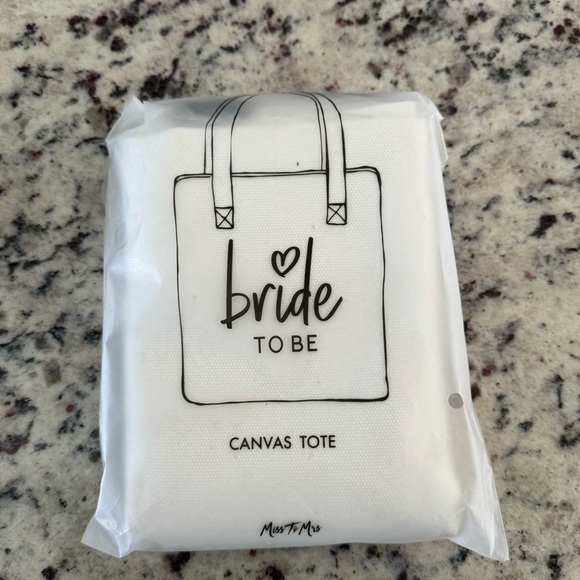 bride
TO BE
CANVAS TOTE
Miss To Mrs